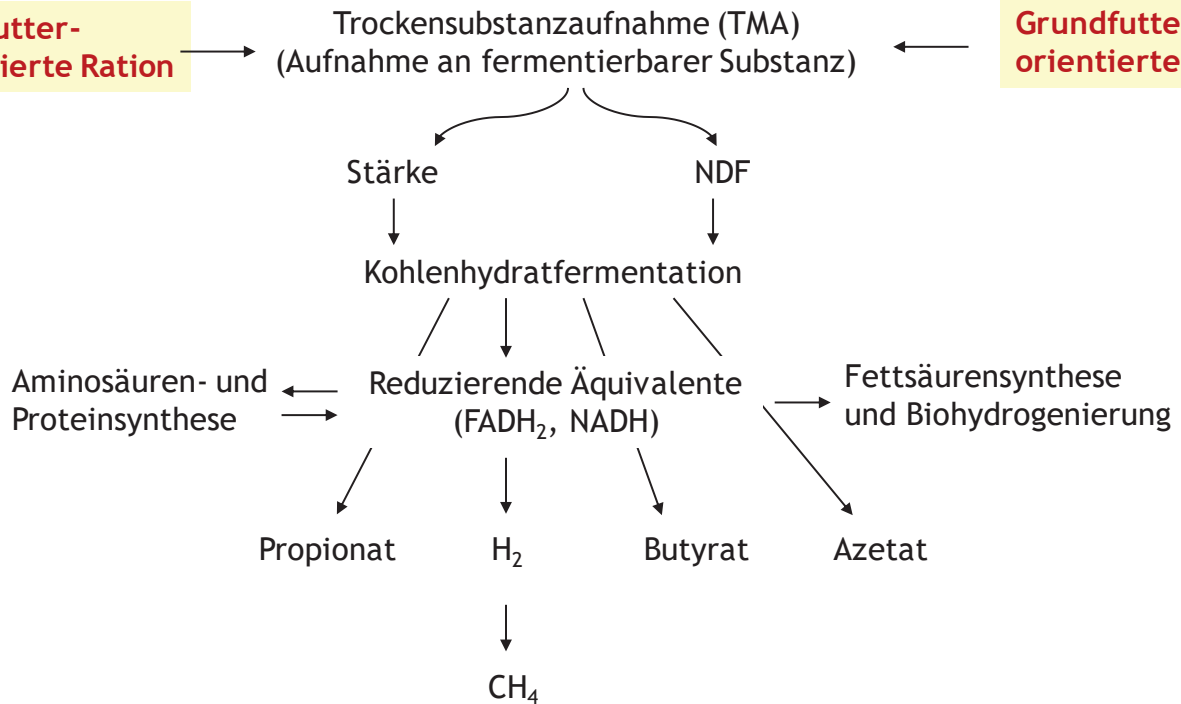 utter-
ierte Ration
Trockensubstanzaufnahme (TMA)
(Aufnahme an fermentierbarer Substanz)
Grundfutte
orientierte
Stärke
NDF
Kohlenhydratfermentation
Aminosäuren- und
Proteinsynthese
Reduzierende Äquivalente
(FADH₂, NADH)
Fettsäurensynthese
und Biohydrogenierung
Propionat
H₂
Butyrat
Azetat
CH₄